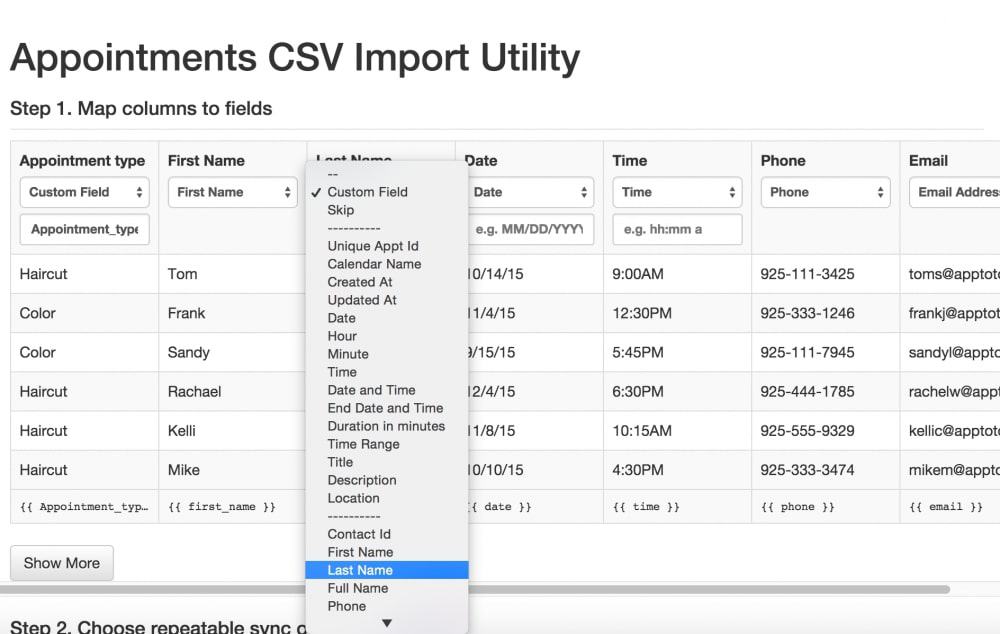 Appointments CSV Import Utility
Step 1. Map columns to fields
Appointment type First Name Last Name Date Time Phone Email
Custom Field First Name Date Time Phone Email Addres
Appointment_type e.g. MM/DD/YYYY e.g. hh:mm a
Haircut Tom 10/14/15 9:00AM 925-111-3425 toms@apptoto
Color Frank 11/4/15 12:30PM 925-333-1246 frankj@apptot
Color Sandy 9/15/15 5:45PM 925-111-7945 sandyl@appto
Haircut Rachael 12/4/15 6:30PM 925-444-1785 rachelw@appt
Haircut Kelli 11/8/15 10:15AM 925-555-9329 kellic@apptoto
Haircut Mike 10/10/15 4:30PM 925-333-3474 mikem@appto
{{ Appointment_typ… {{ first_name }} {{ date }} {{ time }} {{ phone }} {{ email }}
--
✓ Custom Field
Skip
----------
Unique Appt Id
Calendar Name
Created At
Updated At
Date
Hour
Minute
Time
Date and Time
End Date and Time
Duration in minutes
Time Range
Title
Description
Location
----------
Contact Id
First Name
Last Name
Full Name
Phone
Show More
Step 2. Choose repeatable sync